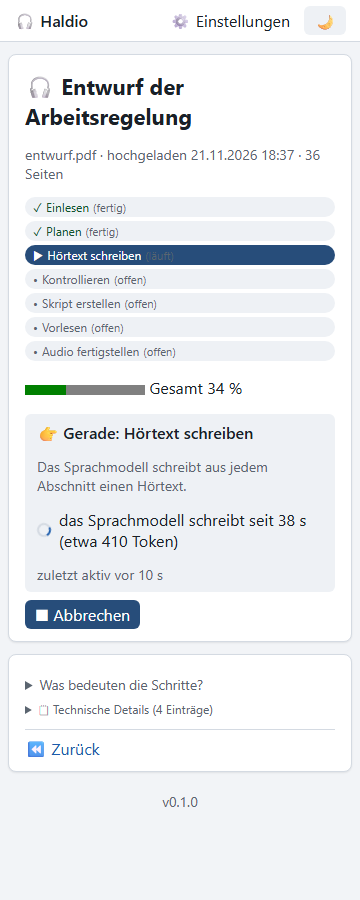 Haldio
Einstellungen
Entwurf der
Arbeitsregelung
entwurf.pdf · hochgeladen 21.11.2026 18:37 · 36
Seiten
✓ Einlesen (fertig)
✓ Planen (fertig)
▶ Hörtext schreiben (läuft)
• Kontrollieren (offen)
• Skript erstellen (offen)
• Vorlesen (offen)
• Audio fertigstellen (offen)
Gesamt 34 %
Gerade: Hörtext schreiben
Das Sprachmodell schreibt aus jedem
Abschnitt einen Hörtext.
das Sprachmodell schreibt seit 38 s
(etwa 410 Token)
zuletzt aktiv vor 10 s
Abbrechen
Was bedeuten die Schritte?
Technische Details (4 Einträge)
Zurück
v0.1.0